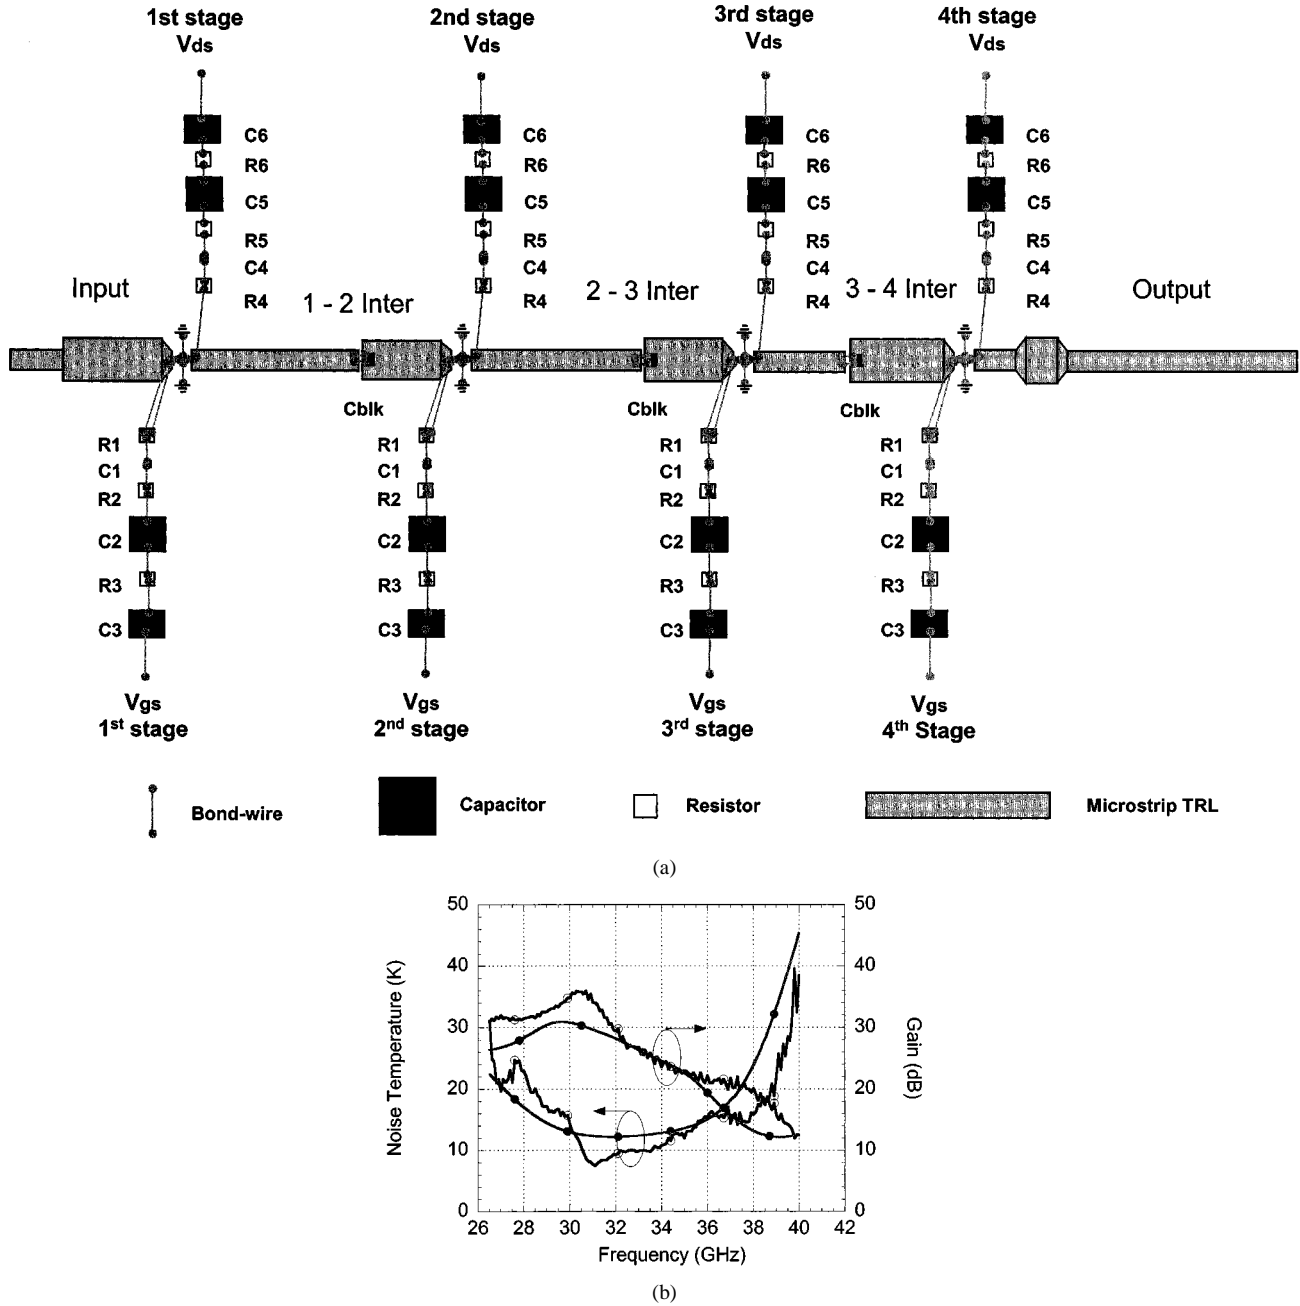 1st stage 2nd stage 3rd stage 4th stage
Vds Vds Vds Vds
C6 C6 C6 C6
R6 R6 R6 R6
C5 C5 C5 C5
R5 R5 R5 R5
C4 C4 C4 C4
R4 R4 R4 R4
Input 1 - 2 Inter 2 - 3 Inter 3 - 4 Inter Output
Cblk Cblk Cblk
R1 R1 R1 R1
C1 C1 C1 C1
R2 R2 R2 R2
C2 C2 C2 C2
R3 R3 R3 R3
C3 C3 C3 C3
Vgs Vgs Vgs Vgs
1st stage 2nd stage 3rd stage 4th Stage
Bond-wire Capacitor Resistor Microstrip TRL
(a)
50 50
40 40
30 30
20 20
10 10
0 0
Noise Temperature (K)
Gain (dB)
26 28 30 32 34 36 38 40 42
Frequency (GHz)
(b)